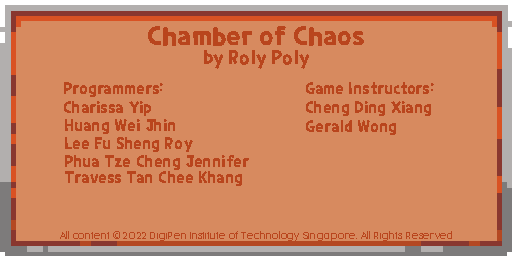 Chamber of Chaos
by Roly Poly
Programmers:
Charissa Yip
Huang Wei Jhin
Lee Fu Sheng Roy
Phua Tze Cheng Jennifer
Travess Tan Chee Khang
Game Instructors:
Cheng Ding Xiang
Gerald Wong
All content © 2022 DigiPen Institute of Technology Singapore. All Rights Reserved